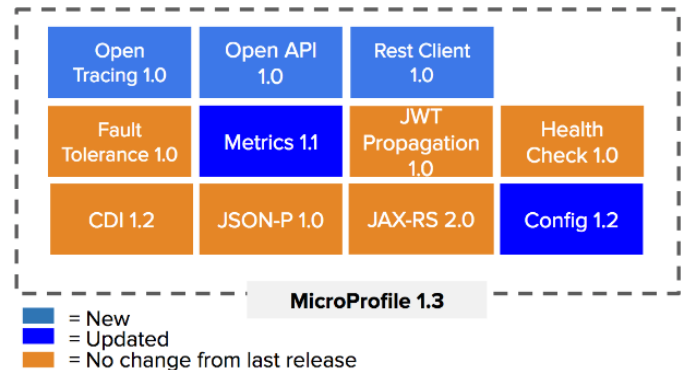 Open
Tracing 1.0
Open API
1.0
Rest Client
1.0
Fault
Tolerance 1.0
Metrics 1.1
JWT
Propagation
1.0
Health
Check 1.0
CDI 1.2
JSON-P 1.0
JAX-RS 2.0
Config 1.2
MicroProfile 1.3
= New
= Updated
= No change from last release